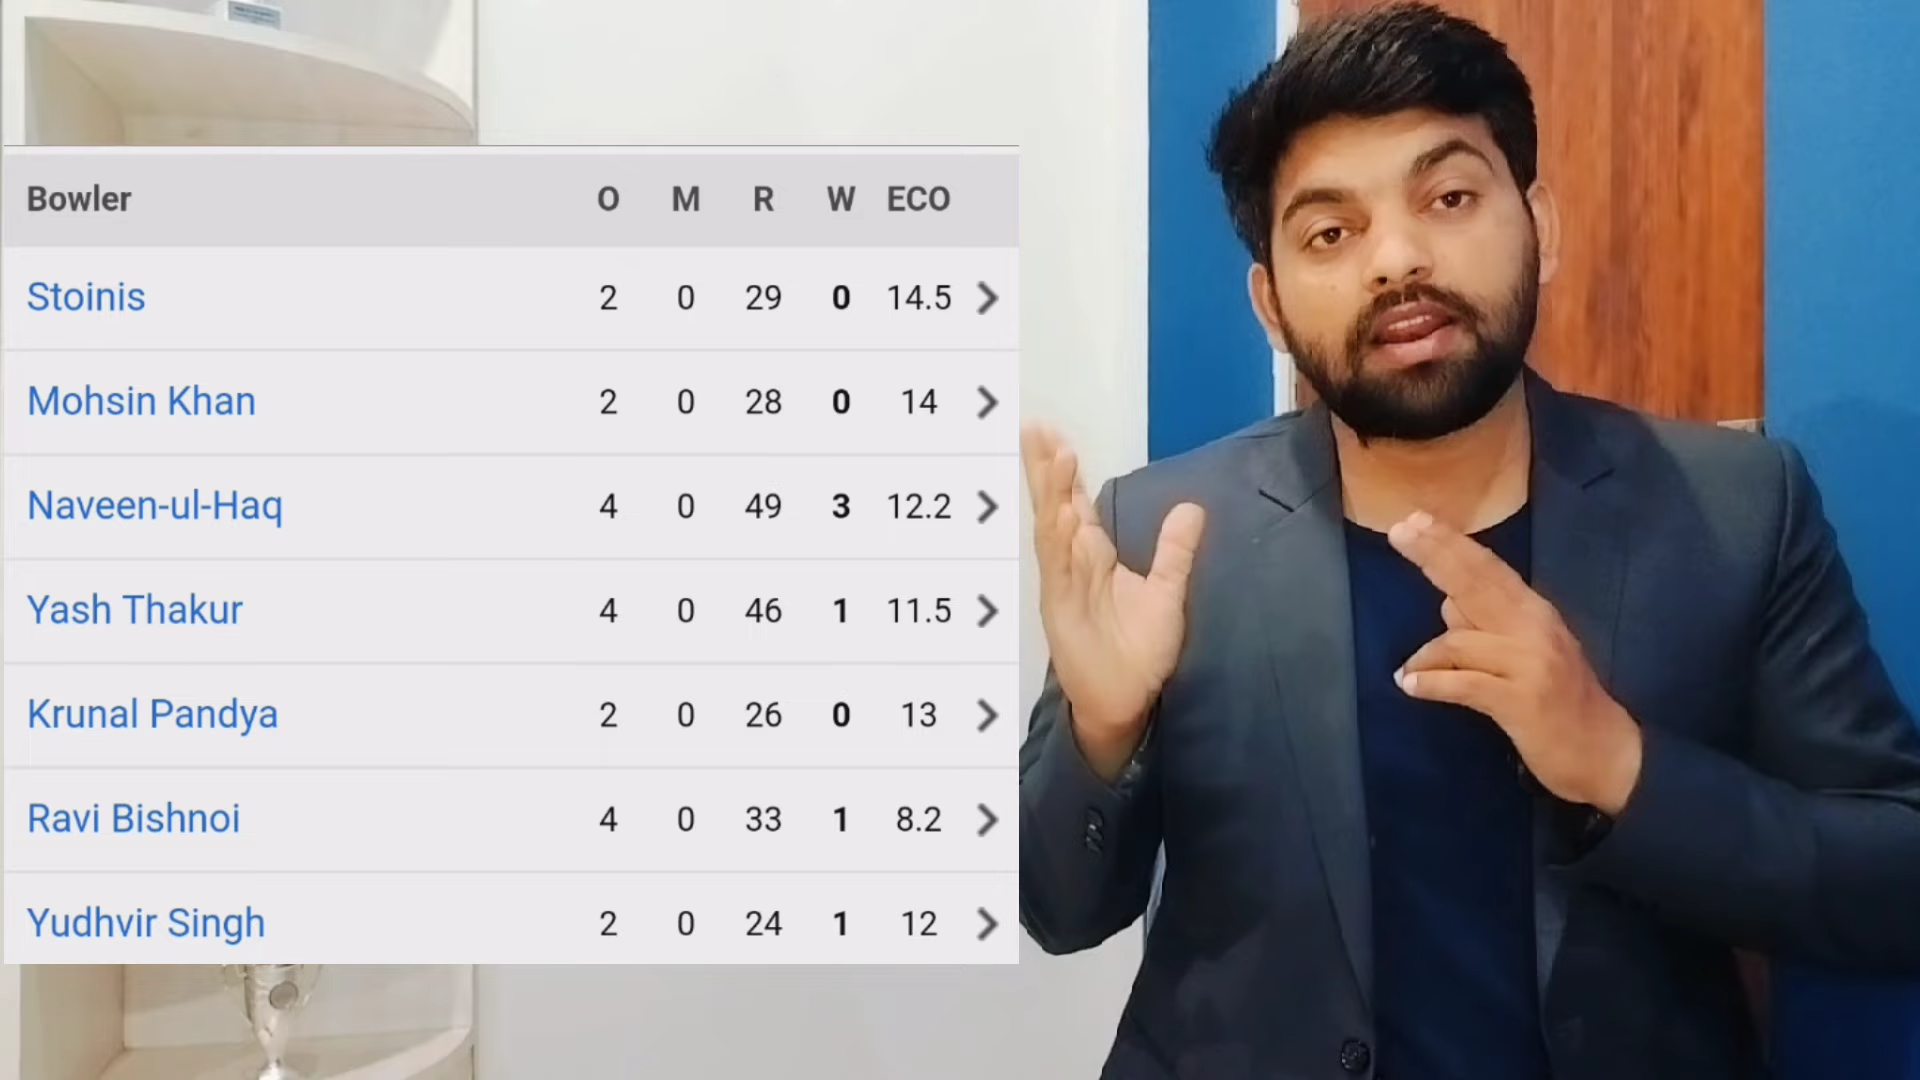 Bowler O M R W ECO
Stoinis 2 0 29 0 14.5
Mohsin Khan 2 0 28 0 14
Naveen-ul-Haq 4 0 49 3 12.2
Yash Thakur 4 0 46 1 11.5
Krunal Pandya 2 0 26 0 13
Ravi Bishnoi 4 0 33 1 8.2
Yudhvir Singh 2 0 24 1 12